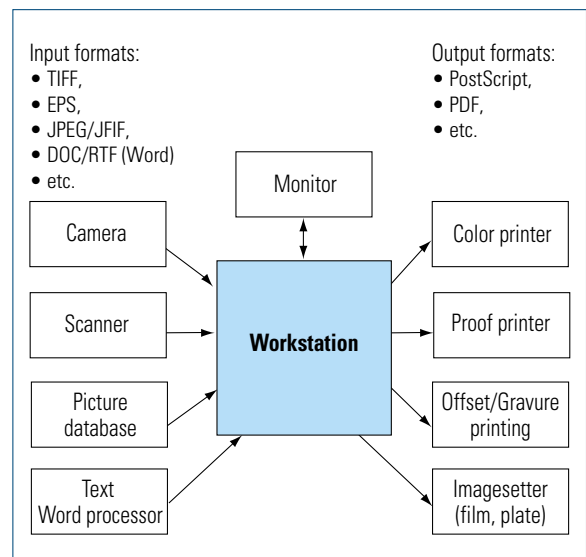 Input formats:
• TIFF,
• EPS,
• JPEG/JFIF,
• DOC/RTF (Word)
• etc.
Output formats:
• PostScript,
• PDF,
• etc.
Monitor
Camera
Scanner
Picture
database
Text
Word processor
Workstation
Color printer
Proof printer
Offset/Gravure
printing
Imagesetter
(film, plate)